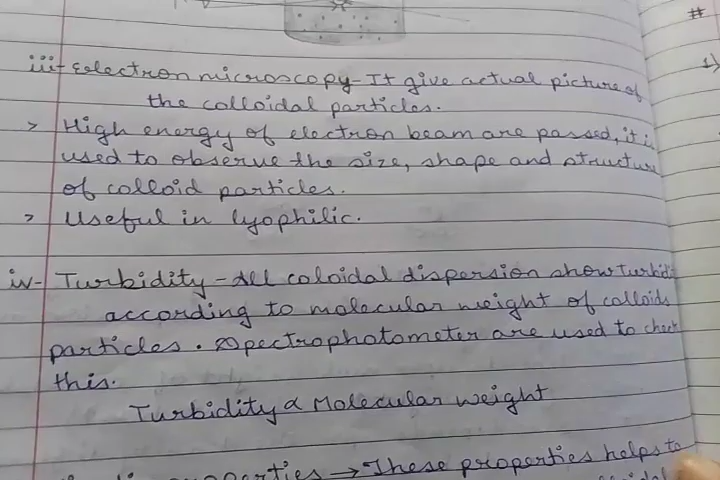 #
1)
iii- Eelectron microscopy - It give actual picture of
the colloidal particles.
> High energy of electron beam are passed, it is
used to observe the size, shape and structure
of colloid particles.
> Useful in lyophilic.
iv- Turbidity - All coloidal dispersion show turbidi
according to molecular weight of colloids
particles. Spectrophotometer are used to check
this.
Turbidity α Molecular weight
properties → These properties helps to